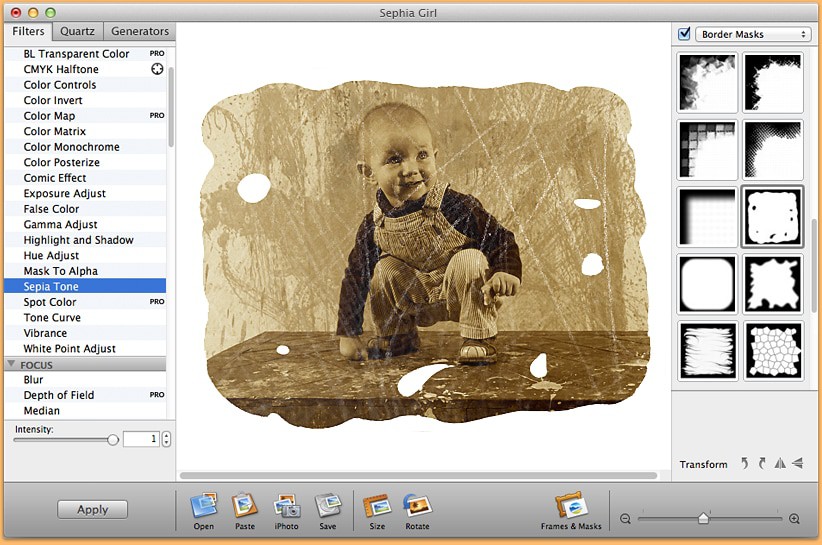 Sephia Girl
Filters Quartz Generators
BL Transparent Color PRO
CMYK Halftone
Color Controls
Color Invert
Color Map PRO
Color Matrix
Color Monochrome
Color Posterize
Comic Effect
Exposure Adjust
False Color
Gamma Adjust
Highlight and Shadow
Hue Adjust
Mask To Alpha
Sepia Tone
Spot Color PRO
Tone Curve
Vibrance
White Point Adjust
FOCUS
Blur
Depth of Field PRO
Median
Intensity:
1
Apply
Open Paste iPhoto Save Size Rotate Frames & Masks
Border Masks
Transform